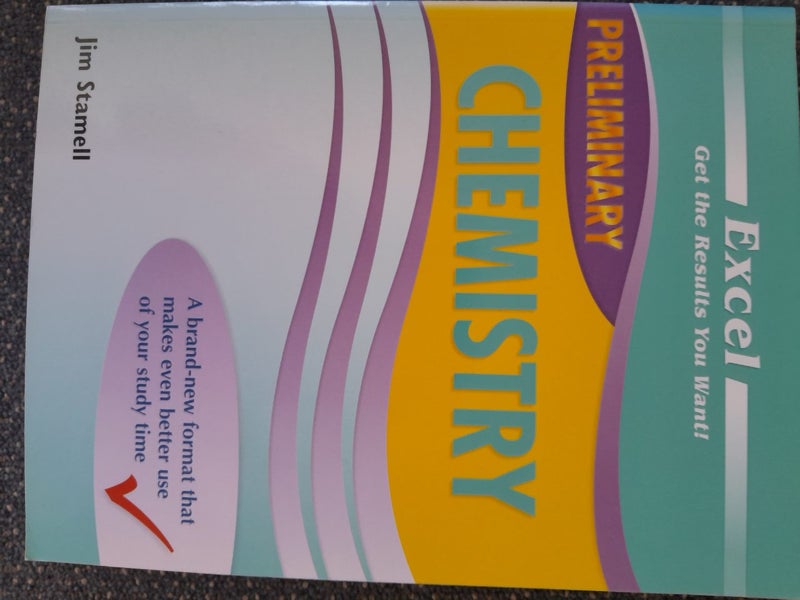 Excel
Get the Results You Want!
PRELIMINARY
CHEMISTRY
A brand-new format that
makes even better use
of your study time
Jim Stamell